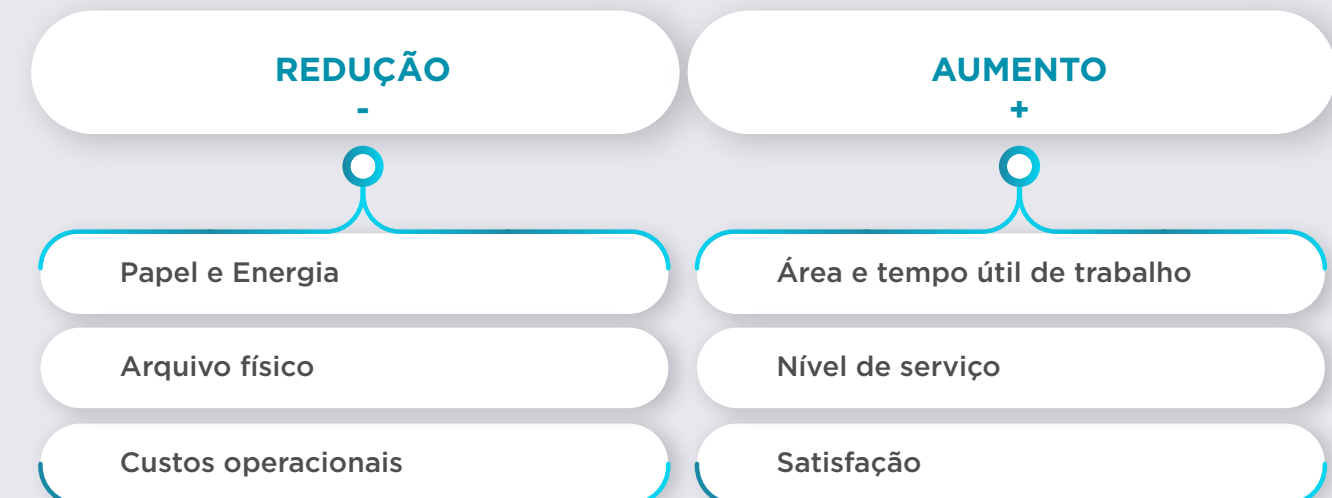 REDUÇÃO
-
Papel e Energia
Arquivo físico
Custos operacionais
AUMENTO
+
Área e tempo útil de trabalho
Nível de serviço
Satisfação